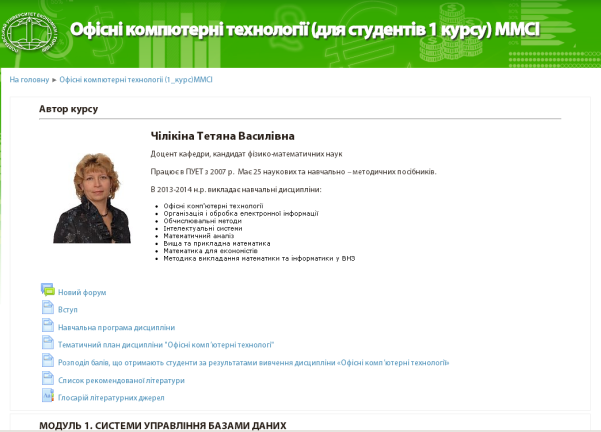 Офісні компютерні технології (для студентів 1 курсу) ММСІ
На головну ► Офісні компютерні технології (1_курс)ММСІ
Автор курсу
Чілікіна Тетяна Василівна
Доцент кафедри, кандидат фізико-математичних наук
Працює в ПУЕТ з 2007 р. Має 25 наукових та навчально – методичних посібників.
В 2013-2014 н.р. викладає навчальні дисципліни:
• Офісні комп'ютерні технології
• Організація і обробка електронної інформації
• Обчислювальні методи
• Інтелектуальні системи
• Математичний аналіз
• Вища та прикладна математика
• Математика для економістів
• Методика викладання математики та інформатики у ВНЗ
Новий форум
Вступ
Навчальна програма дисципліни
Тематичний план дисципліни "Офісні комп`ютерні технології"
Розподіл балів, що отримають студенти за результатами вивчення дисципліни «Офісні комп`ютерні технології»
Список рекомендованої літератури
Глосарій літературних джерел
МОДУЛЬ 1. СИСТЕМИ УПРАВЛІННЯ БАЗАМИ ДАНИХ